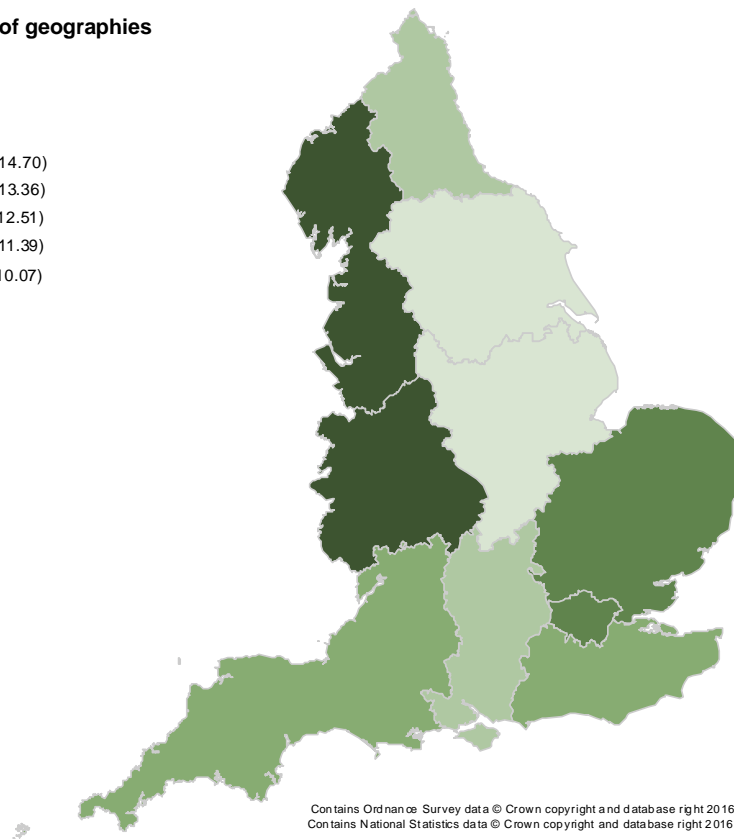 of geographies
14.70)
13.36)
12.51)
11.39)
10.07)
Contains Ordnance Survey data © Crown copyright and database right 2016
Contains National Statistics data © Crown copyright and database right 2016